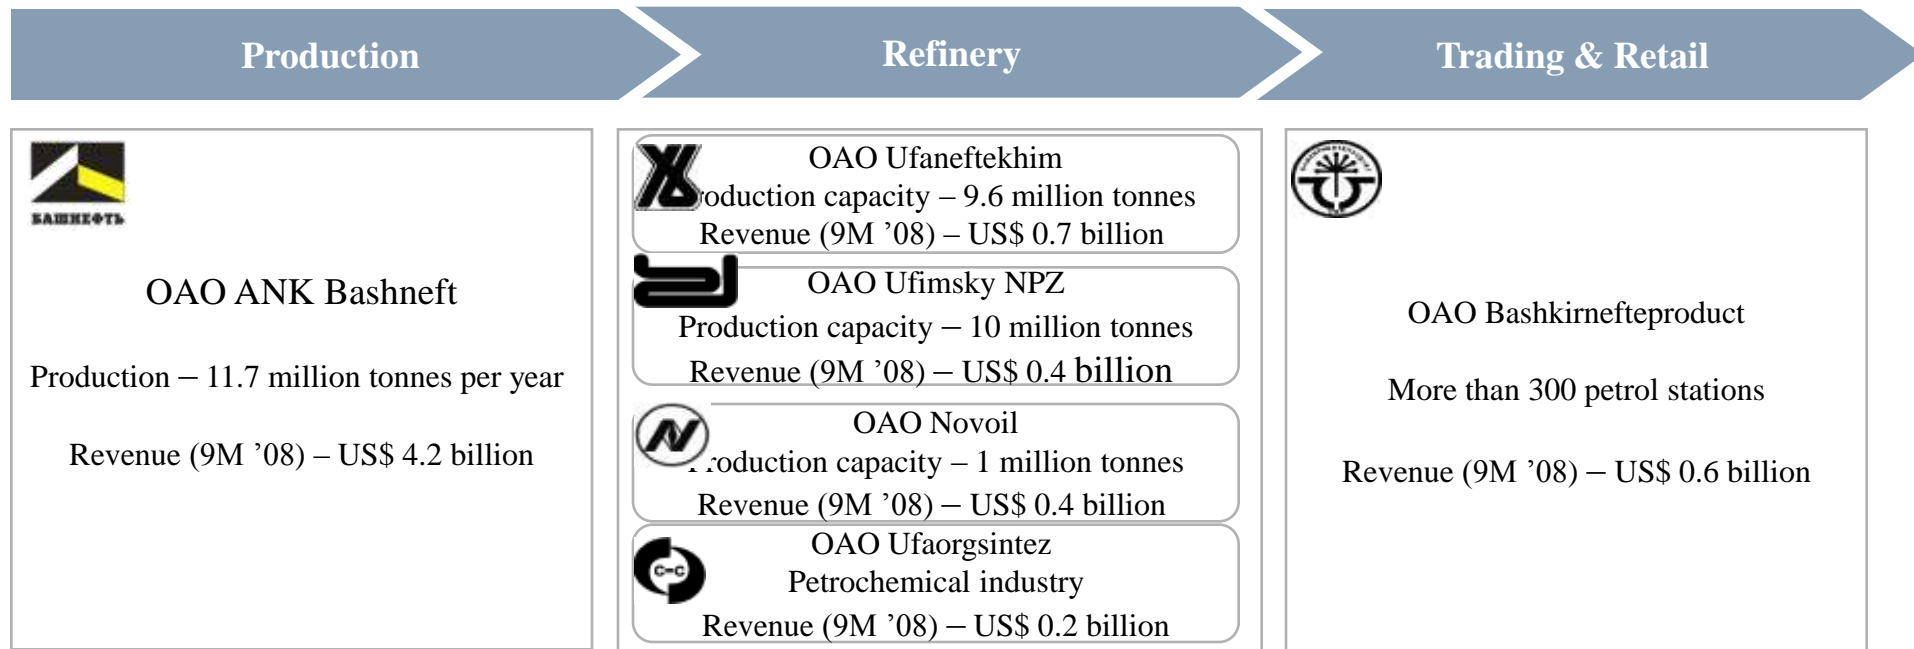 Production
Refinery
Trading & Retail
БАШНЕФТЬ
OAO ANK Bashneft
Production – 11.7 million tonnes per year
Revenue (9M ’08) – US$ 4.2 billion
OAO Ufaneftekhim
oduction capacity – 9.6 million tonnes
Revenue (9M ’08) – US$ 0.7 billion
OAO Ufimsky NPZ
Production capacity – 10 million tonnes
Revenue (9M ’08) – US$ 0.4 billion
OAO Novoil
roduction capacity – 1 million tonnes
Revenue (9M ’08) – US$ 0.4 billion
C=C
OAO Ufaorgsintez
Petrochemical industry
Revenue (9M ’08) – US$ 0.2 billion
OAO Bashkirnefteproduct
More than 300 petrol stations
Revenue (9M ’08) – US$ 0.6 billion